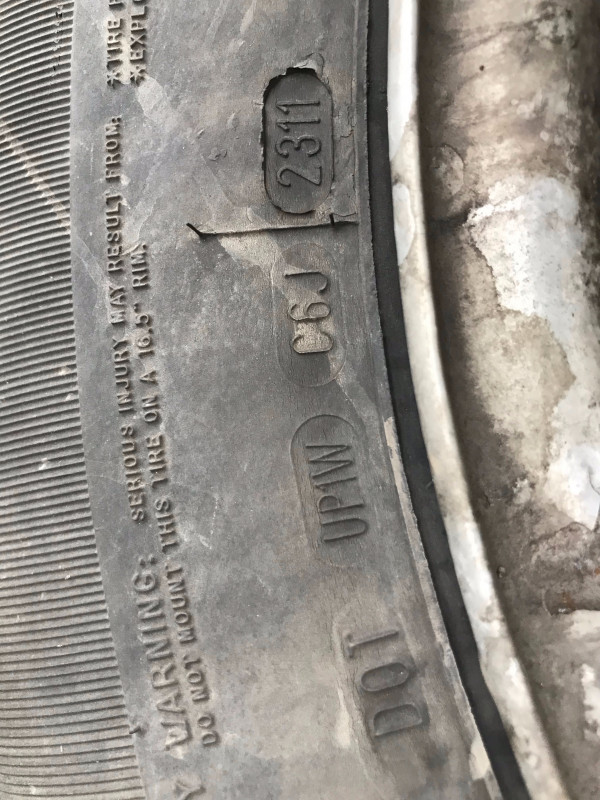 WARNING: SERIOUS INJURY MAY RESULT FROM: *TIRE
DO NOT MOUNT THIS TIRE ON A 16.5" RIM. *EXPLO
DOT UP1W C6J 2311